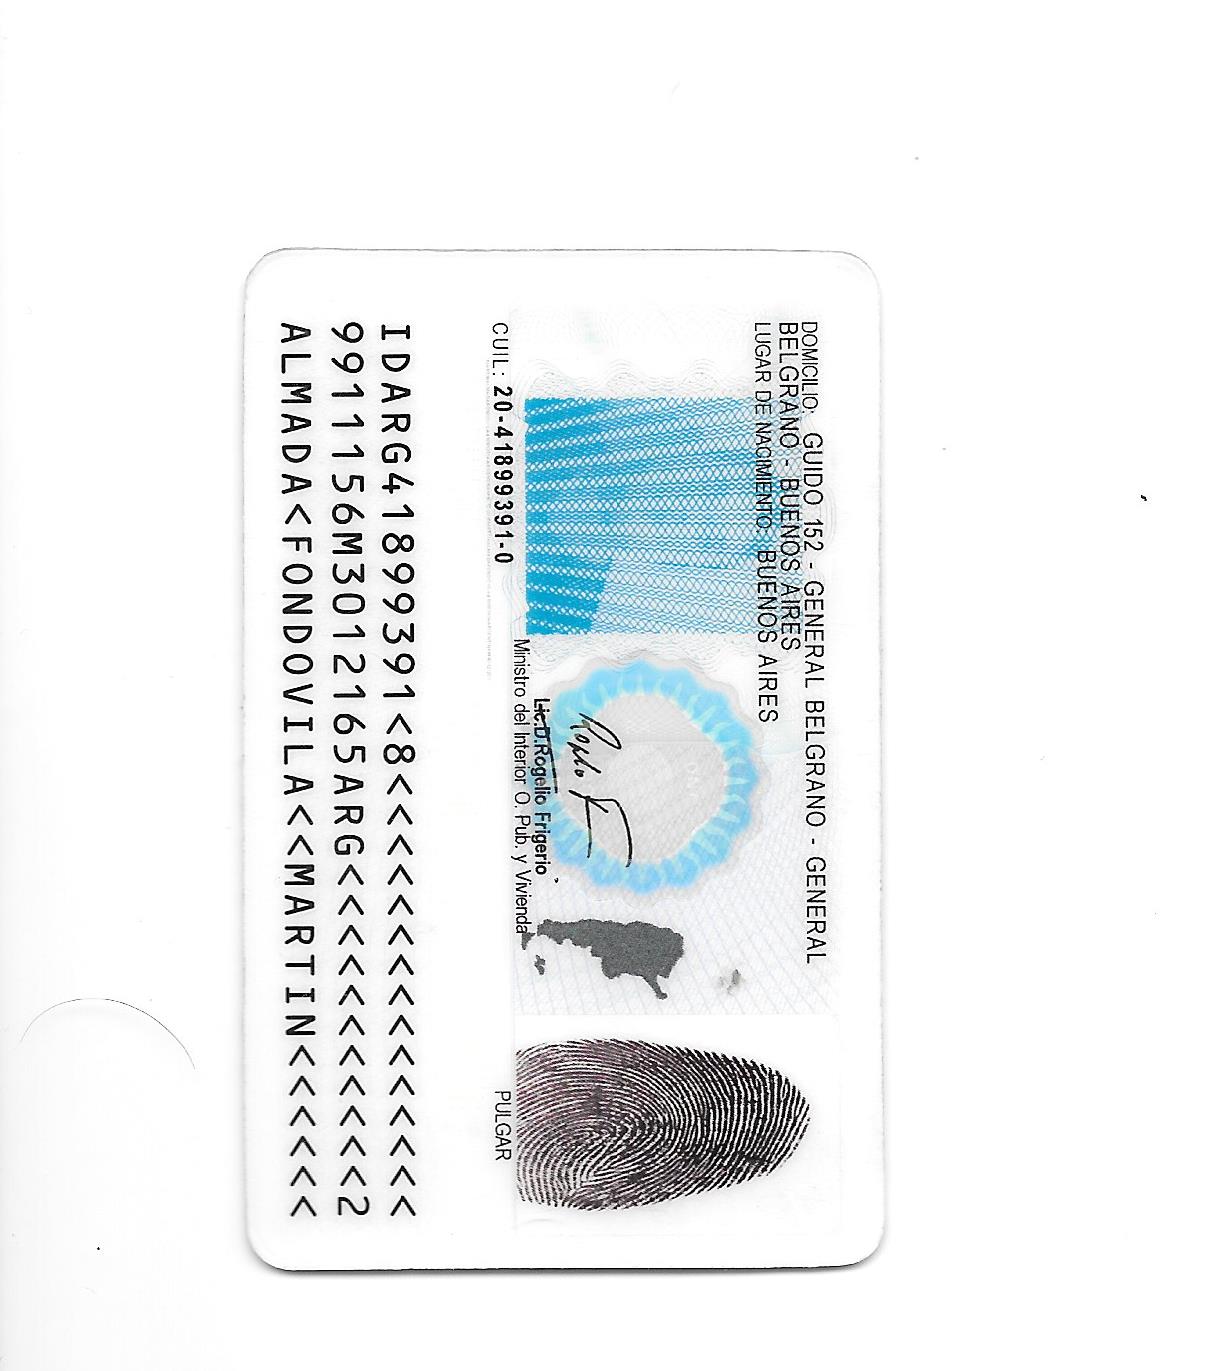 DOMICILIO: GUIDO 152 - GENERAL BELGRANO - GENERAL
BELGRANO - BUENOS AIRES
LUGAR DE NACIMIENTO: BUENOS AIRES
Lic.D.Rogelio Frigerio
Ministro del Interior O. Pub. y Vivienda
CUIL: 20-41899391-0
PULGAR
IDARG41899391<8<<<<<<<<<<<<<<<
9911156M3012165ARG<<<<<<<<<<<2
ALMADA<FONDOVILA<<MARTIN<<<<<<